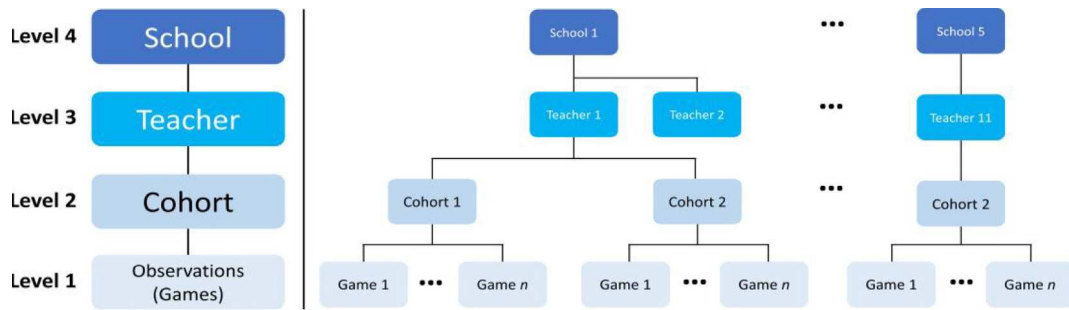 Level 4
School
School 1
...
School 5
Level 3
Teacher
Teacher 1
Teacher 2
...
Teacher 11
Level 2
Cohort
Cohort 1
Cohort 2
...
Cohort 2
Level 1
Observations
(Games)
Game 1
...
Game n
Game 1
...
Game n
Game 1
...
Game n